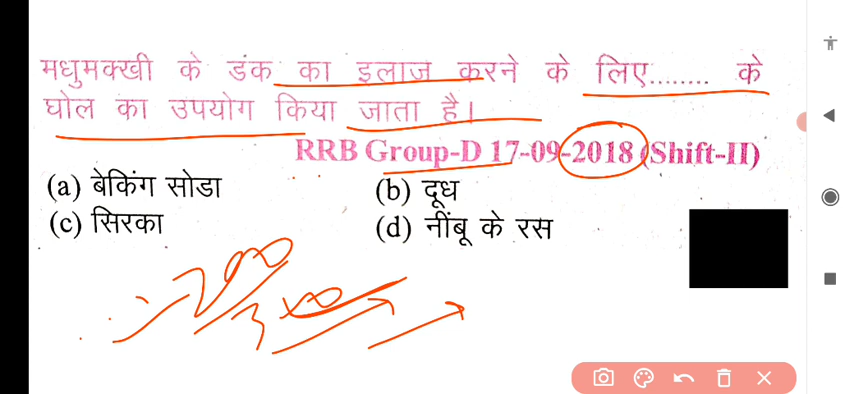 मधुमक्खी के डंक का इलाज करने के लिए........ के
घोल का उपयोग किया जाता है।
RRB Group-D 17-09-2018 (Shift-II)
(a) बेकिंग सोडा (b) दूध
(c) सिरका (d) नींबू के रस